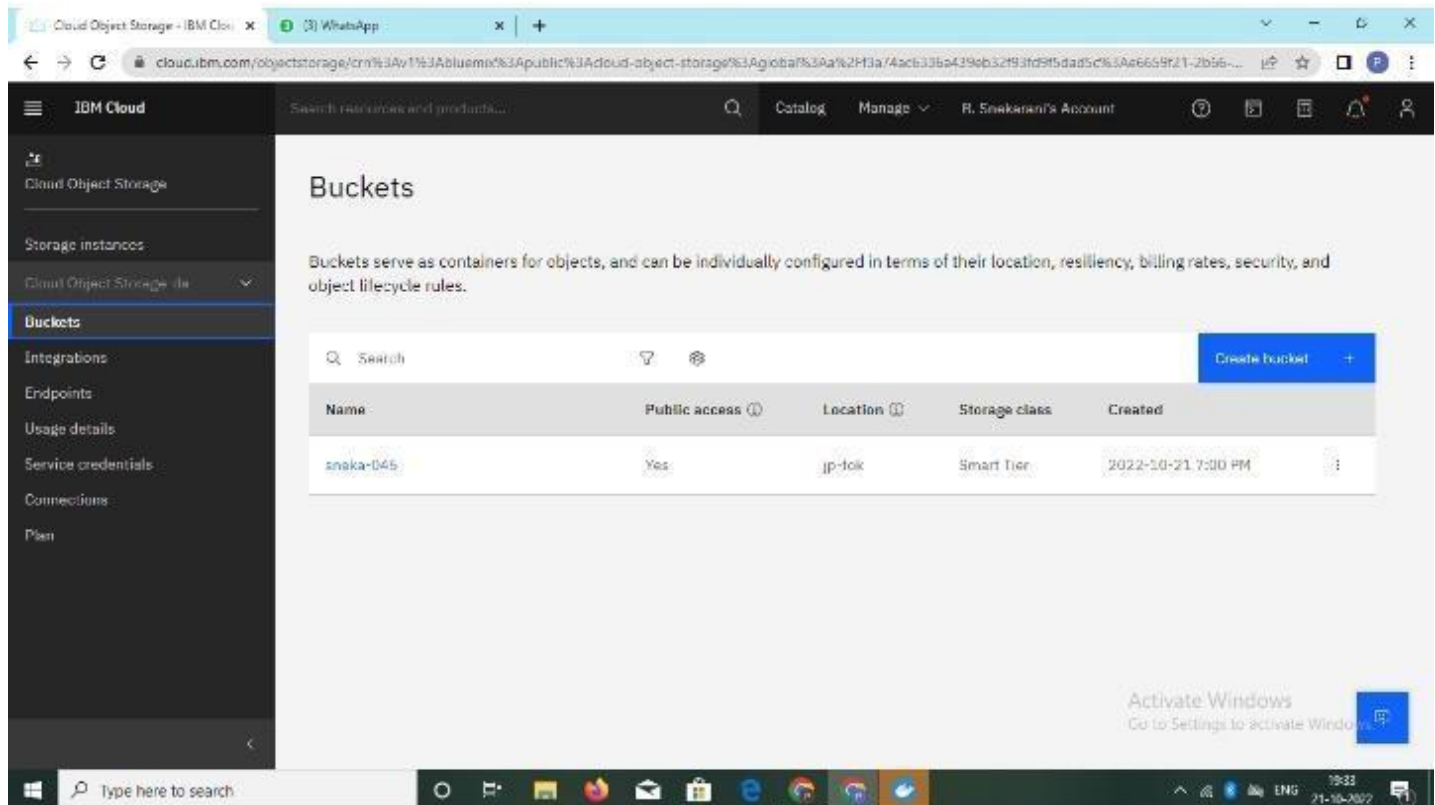 Cloud Object Storage - IBM Clou
(3) WhatsApp
IBM Cloud
Search resources and products...
Catalog
Manage
R. Snekarani's Account
Cloud Object Storage
Buckets
Storage instances
Buckets serve as containers for objects, and can be individually configured in terms of their location, resiliency, billing rates, security, and
object lifecycle rules.
Cloud Object Storage-
Buckets
Integrations
Search
Create bucket +
Endpoints
Name
Public access
Location
Storage class
Created
Usage details
Service credentials
Yes
jp-tok
Smart Tier
2022-10-21 7:00 PM
Connections
Plan
Activate Windows
Go to Settings to activate Windows.
Type here to search
ENG
19:33
21-10-2022